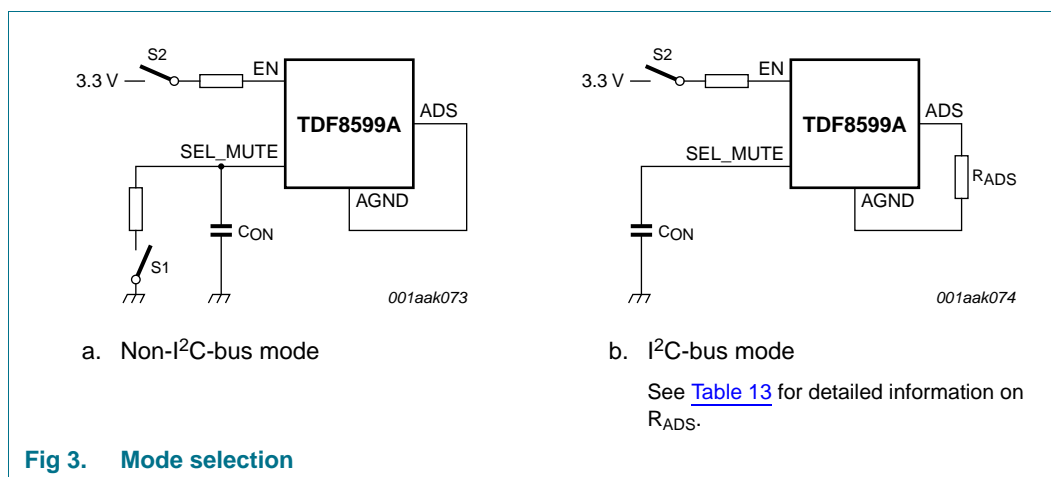 S2
3.3 V
EN
TDF8599A
ADS
SEL_MUTE
AGND
CON
S1
001aak073
a. Non-I²C-bus mode
S2
3.3 V
EN
TDF8599A
ADS
SEL_MUTE
RADS
AGND
CON
001aak074
b. I²C-bus mode
See Table 13 for detailed information on
RADS.
Fig 3. Mode selection